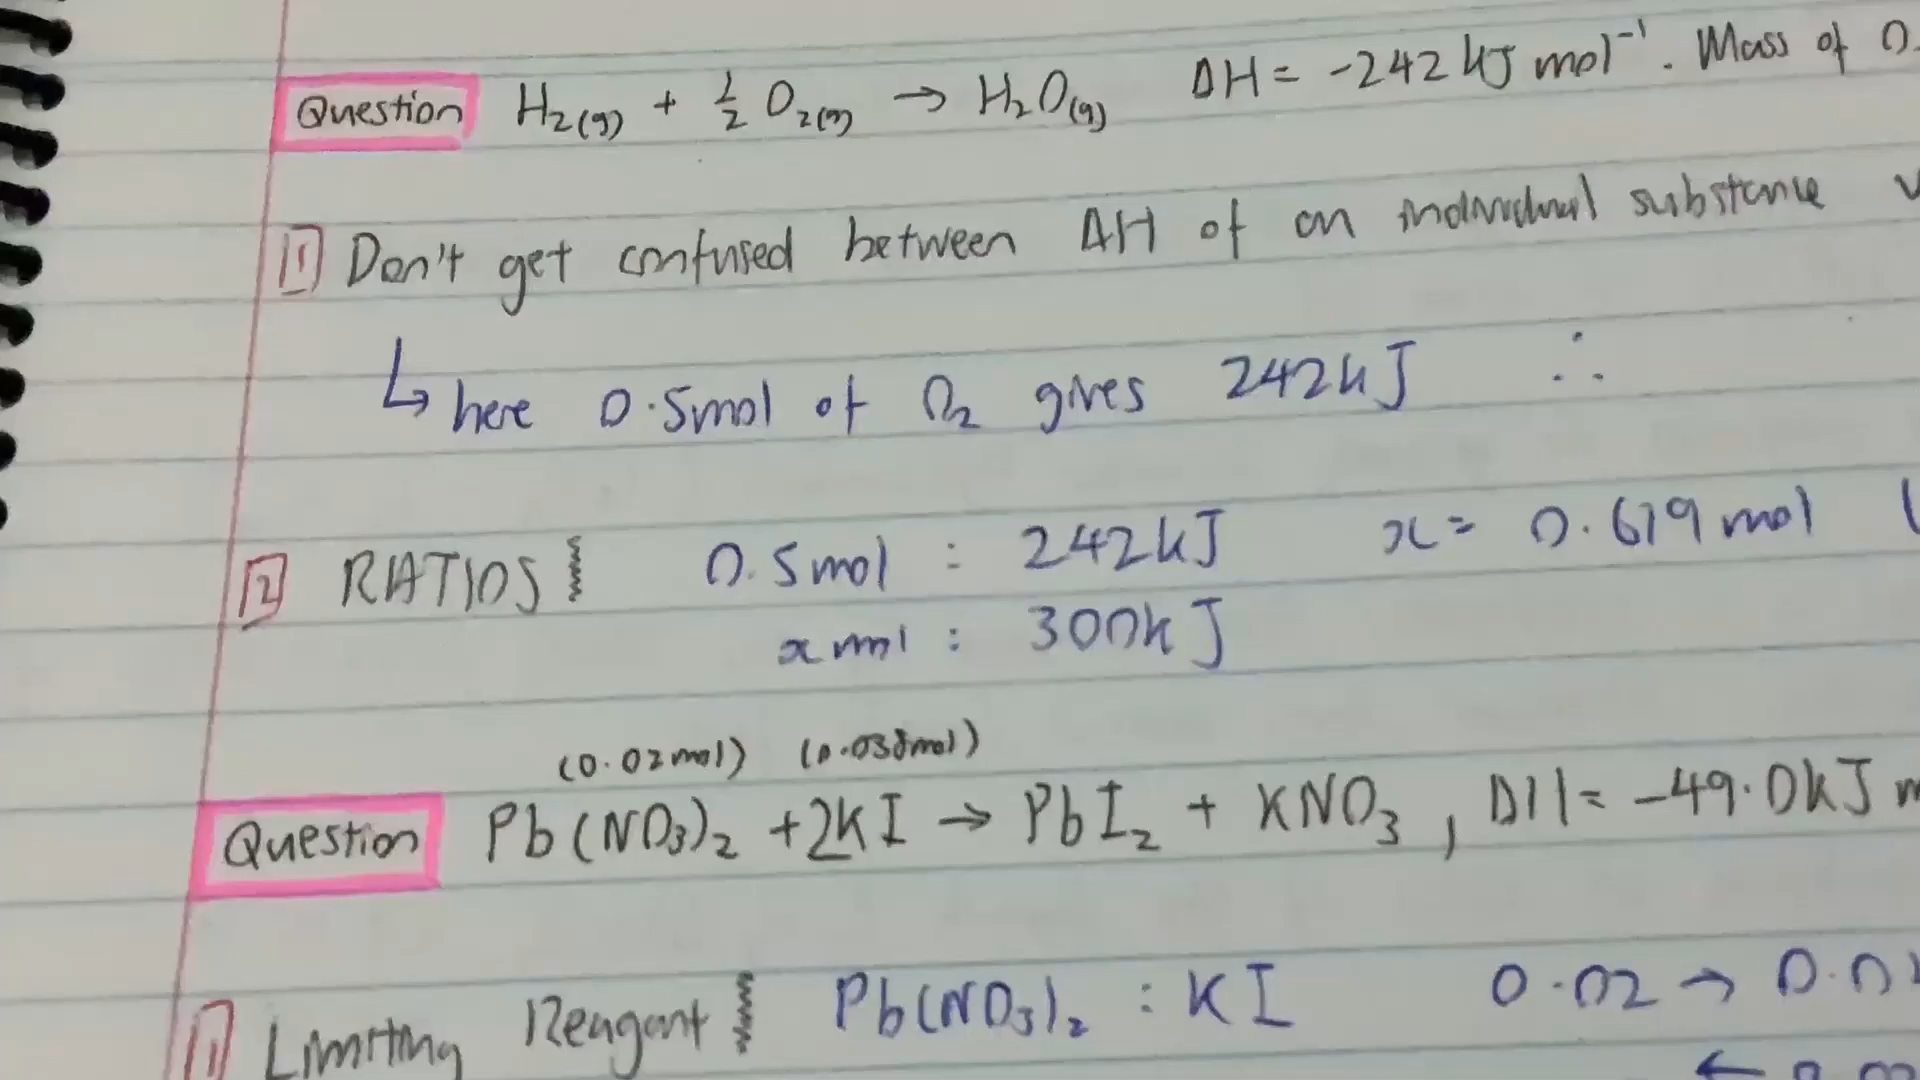 Question H₂(g) + ½ O₂(g) → H₂O(g) ΔH = -242 kJ mol⁻¹. Mass of O
1 Don't get confused between ΔH of an individual substance v
↳ here 0.5mol of O₂ gives 242kJ ∴
2 RATIOS 0.5mol : 242kJ x = 0.619mol (
x mol : 300kJ
(0.02mol) (0.038mol)
Question Pb(NO₃)₂ + 2KI → PbI₂ + KNO₃, ΔH = -49.0kJ m
1 Limiting Reagent Pb(NO₃)₂ : KI 0.02 → 0.0
←